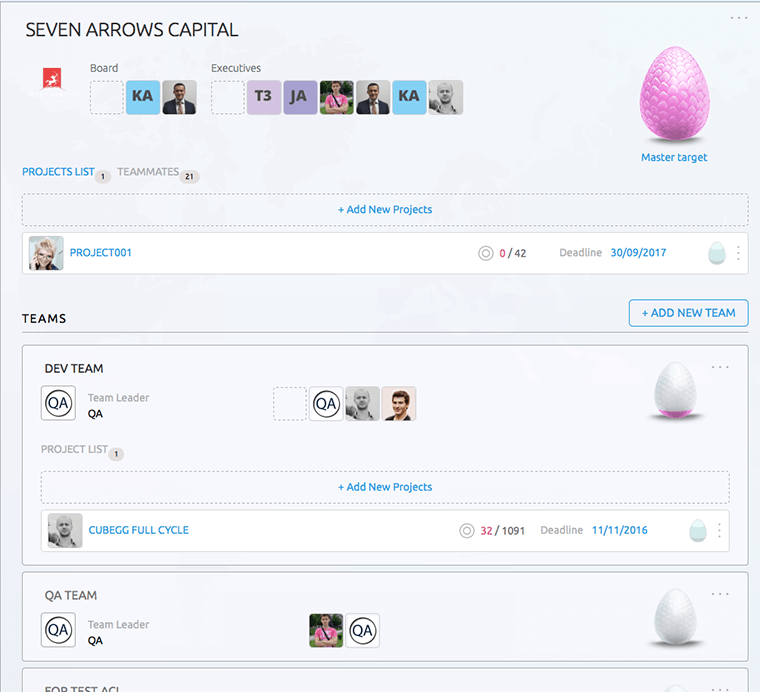 SEVEN ARROWS CAPITAL
Board
Executives
KA
T3
JA
KA
Master target
PROJECTS LIST 1 TEAMMATES 21
+ Add New Projects
PROJECT001 0 / 42 Deadline 30/09/2017
TEAMS
+ ADD NEW TEAM
DEV TEAM
QA
Team Leader
QA
QA
PROJECT LIST 1
+ Add New Projects
CUBEGG FULL CYCLE 32 / 1091 Deadline 11/11/2016
QA TEAM
QA
Team Leader
QA
QA
FOR TEST ACL